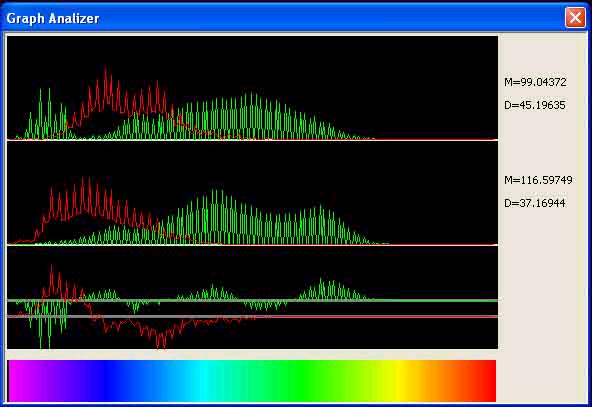 Graph Analizer
M=99.04372
D=45.19635
M=116.59749
D=37.16944